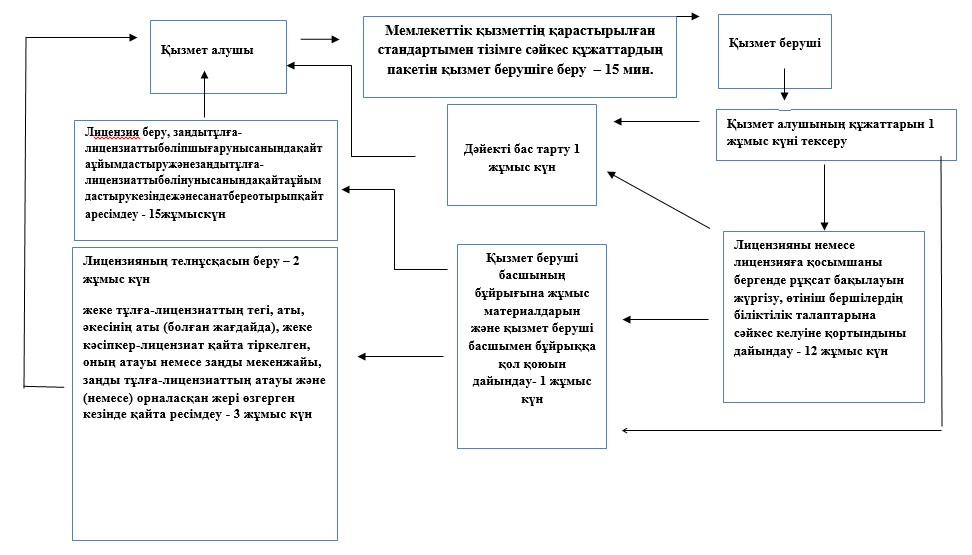 Қызмет алушы
Мемлекеттік қызметтің қарастырылған
стандартымен тізімге сәйкес құжаттардың
пакетін қызмет берушіге беру – 15 мин.
Қызмет беруші
Лицензия беру, заңдытұлға-
лицензиаттыбөліпшығарунысанындақайт
аұйымдастыружәнезаңдытұлға-
лицензиаттыбөлінунысанындақайтаұйым
дастырукезіндежәнесанатбереотырыпқайт
аресімдеу - 15жұмыскүн
Дәйекті бас тарту 1
жұмыс күн
Қызмет алушының құжаттарын 1
жұмыс күні тексеру
Лицензияның телнұсқасын беру – 2
жұмыс күн
жеке тұлға-лицензиаттың тегі, аты,
әкесінің аты (болған жағдайда), жеке
кәсіпкер-лицензиат қайта тіркелген,
оның атауы немесе заңды мекенжайы,
заңды тұлға-лицензиаттың атауы және
(немесе) орналасқан жері өзгерген
кезінде қайта ресімдеу - 3 жұмыс күн
Қызмет беруші
басшының
бұйрығына жұмыс
материалдарын
және қызмет беруші
басшымен бұйрыққа
қол қоюын
дайындау- 1 жұмыс
күн
Лицензияны немесе
лицензияға қосымшаны
бергенде рұқсат бақылауын
жүргізу, өтініш бершілердің
біліктілік талаптарына
сәйкес келуіне қортындыны
дайындау - 12 жұмыс күн